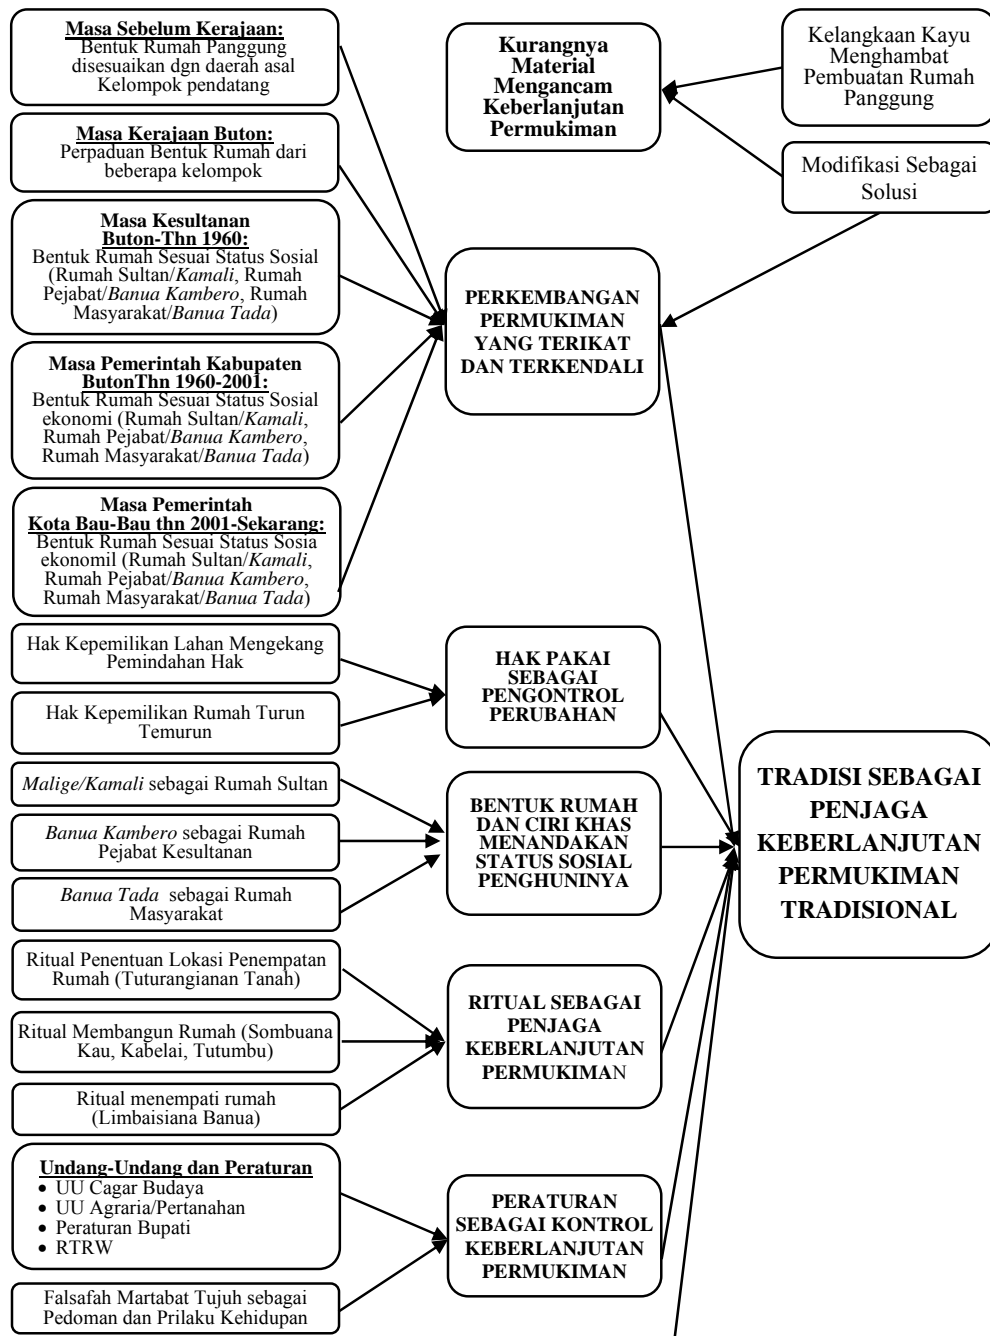 Masa Sebelum Kerajaan:
Bentuk Rumah Panggung
disesuaikan dgn daerah asal
Kelompok pendatang
Masa Kerajaan Buton:
Perpaduan Bentuk Rumah dari
beberapa kelompok
Masa Kesultanan
Buton-Thn 1960:
Bentuk Rumah Sesuai Status Sosial
(Rumah Sultan/Kamali, Rumah
Pejabat/Banua Kambero, Rumah
Masyarakat/Banua Tada)
Masa Pemerintah Kabupaten
ButonThn 1960-2001:
Bentuk Rumah Sesuai Status Sosial
ekonomi (Rumah Sultan/Kamali,
Rumah Pejabat/Banua Kambero,
Rumah Masyarakat/Banua Tada)
Masa Pemerintah
Kota Bau-Bau thn 2001-Sekarang:
Bentuk Rumah Sesuai Status Sosia
ekonomil (Rumah Sultan/Kamali,
Rumah Pejabat/Banua Kambero,
Rumah Masyarakat/Banua Tada)
Hak Kepemilikan Lahan Mengekang
Pemindahan Hak
Hak Kepemilikan Rumah Turun
Temurun
Malige/Kamali sebagai Rumah Sultan
Banua Kambero sebagai Rumah
Pejabat Kesultanan
Banua Tada sebagai Rumah
Masyarakat
Ritual Penentuan Lokasi Penempatan
Rumah (Tuturangianan Tanah)
Ritual Membangun Rumah (Sombuana
Kau, Kabelai, Tutumbu)
Ritual menempati rumah
(Limbaisiana Banua)
Undang-Undang dan Peraturan
• UU Cagar Budaya
• UU Agraria/Pertanahan
• Peraturan Bupati
• RTRW
Falsafah Martabat Tujuh sebagai
Pedoman dan Prilaku Kehidupan
Kurangnya
Material
Mengancam
Keberlanjutan
Permukiman
PERKEMBANGAN
PERMUKIMAN
YANG TERIKAT
DAN TERKENDALI
HAK PAKAI
SEBAGAI
PENGONTROL
PERUBAHAN
BENTUK RUMAH
DAN CIRI KHAS
MENANDAKAN
STATUS SOSIAL
PENGHUNINYA
RITUAL SEBAGAI
PENJAGA
KEBERLANJUTAN
PERMUKIMAN
PERATURAN
SEBAGAI KONTROL
KEBERLANJUTAN
PERMUKIMAN
Kelangkaan Kayu
Menghambat
Pembuatan Rumah
Panggung
Modifikasi Sebagai
Solusi
TRADISI SEBAGAI
PENJAGA
KEBERLANJUTAN
PERMUKIMAN
TRADISIONAL